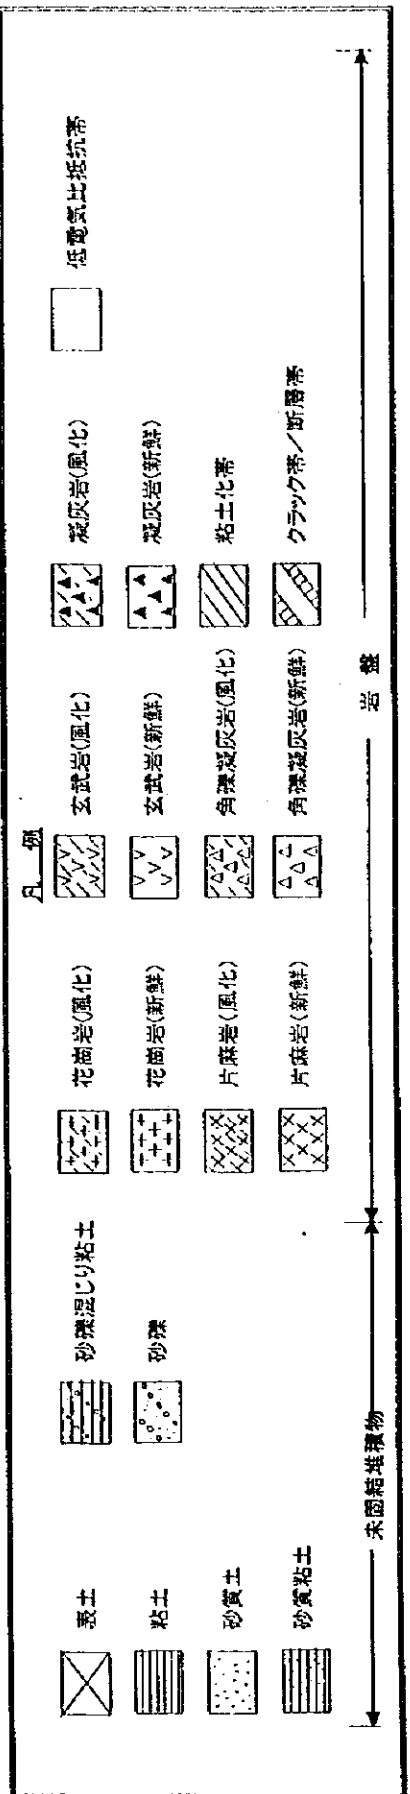 凡 例
表土
粘土
砂質土
砂質粘土
砂礫混じり粘土
砂礫
花崗岩(風化)
花崗岩(新鮮)
片麻岩(風化)
片麻岩(新鮮)
玄武岩(風化)
玄武岩(新鮮)
角礫凝灰岩(風化)
角礫凝灰岩(新鮮)
凝灰岩(風化)
凝灰岩(新鮮)
粘土化帯
クラック帯／断層帯
低電気比抵抗帯
未固結堆積物
岩 盤